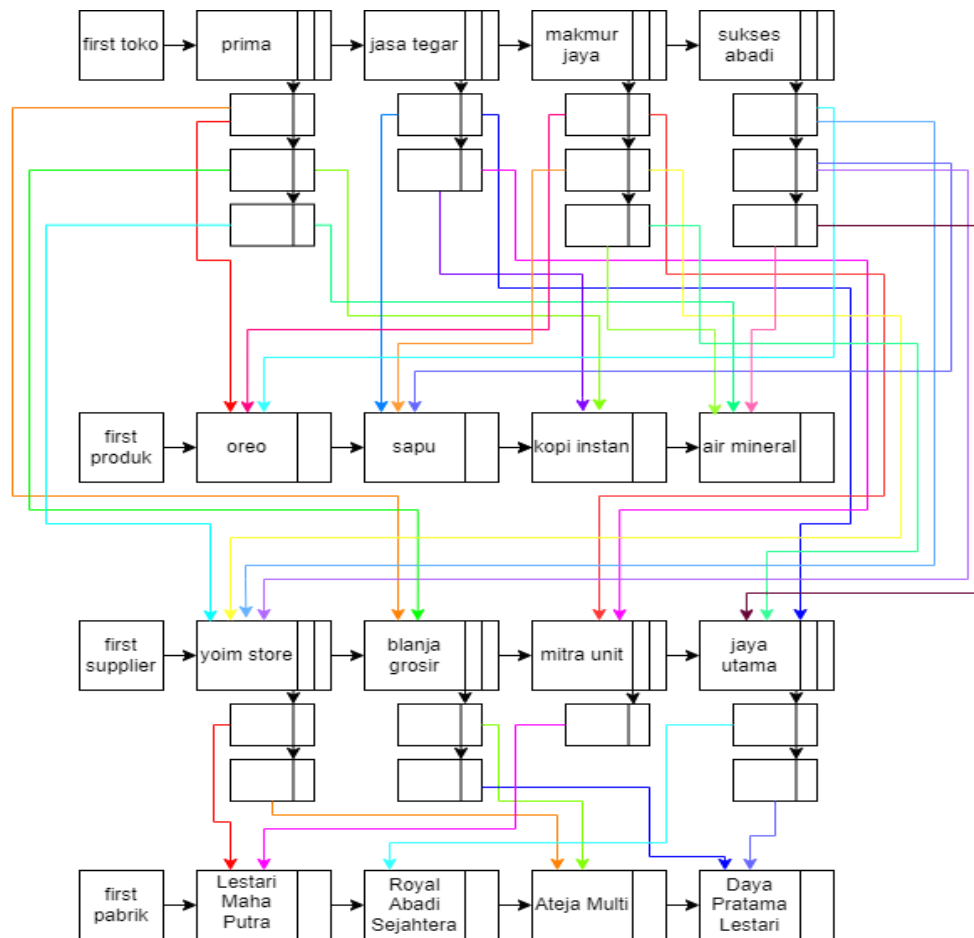 first toko
prima
jasa tegar
makmur
jaya
sukses
abadi
first
produk
oreo
sapu
kopi instan
air mineral
first
supplier
yoim store
blanja
grosir
mitra unit
jaya
utama
first
pabrik
Lestari
Maha
Putra
Royal
Abadi
Sejahtera
Ateja Multi
Daya
Pratama
Lestari